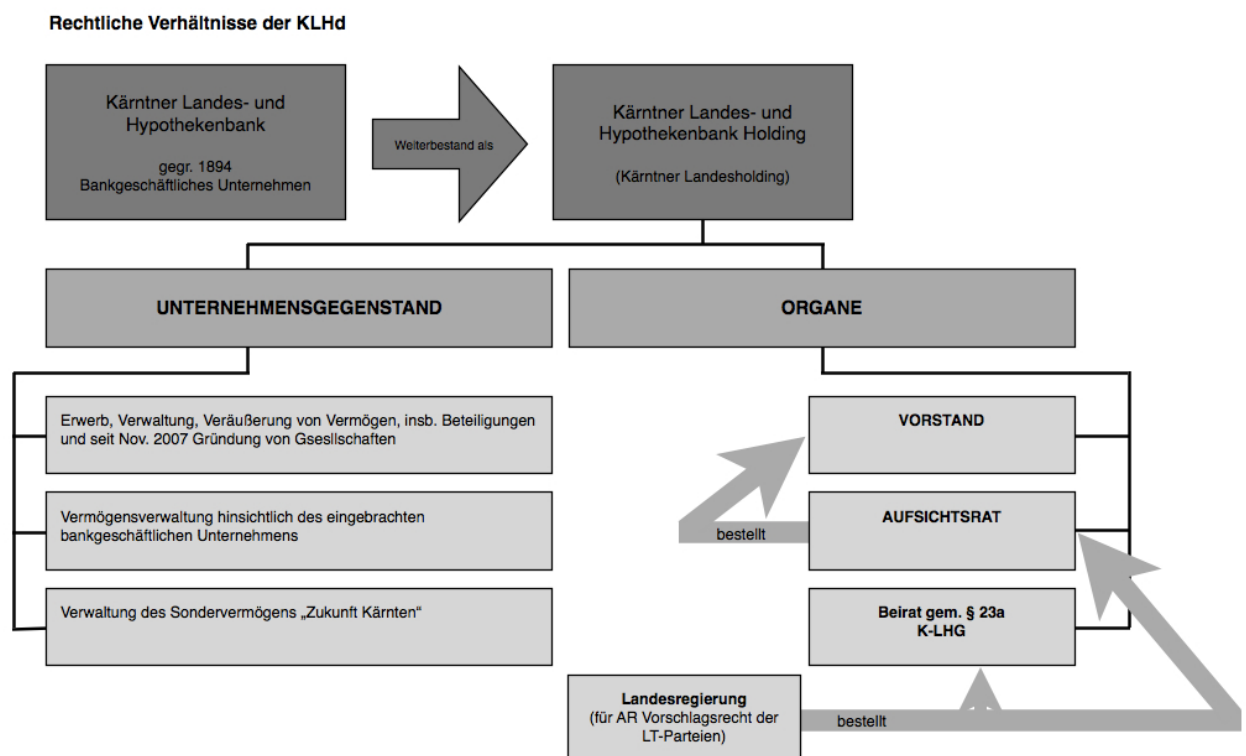 Rechtliche Verhältnisse der KLHd
Kärntner Landes- und
Hypothekenbank
gegr. 1894
Bankgeschäftliches Unternehmen
Weiterbestand als
Kärntner Landes- und
Hypothekenbank Holding
(Kärntner Landesholding)
UNTERNEHMENSGEGENSTAND
ORGANE
Erwerb, Verwaltung, Veräußerung von Vermögen, insb. Beteiligungen
und seit Nov. 2007 Gründung von Gsesllschaften
Vermögensverwaltung hinsichtlich des eingebrachten
bankgeschäftlichen Unternehmens
Verwaltung des Sondervermögens „Zukunft Kärnten“
VORSTAND
AUFSICHTSRAT
bestellt
Beirat gem. § 23a
K-LHG
Landesregierung
(für AR Vorschlagsrecht der
LT-Parteien)
bestellt